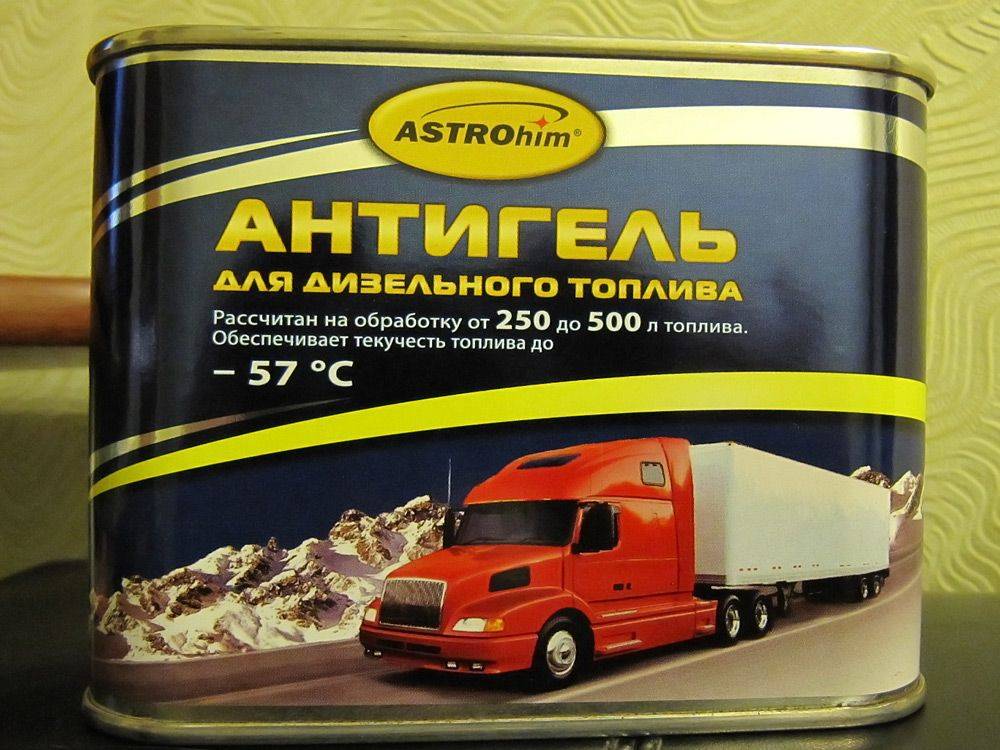 ASTROhim®
АНТИГЕЛЬ
ДЛЯ ДИЗЕЛЬНОГО ТОПЛИВА
Рассчитан на обработку от 250 до 500 л топлива.
Обеспечивает текучесть топлива до
– 57 °С